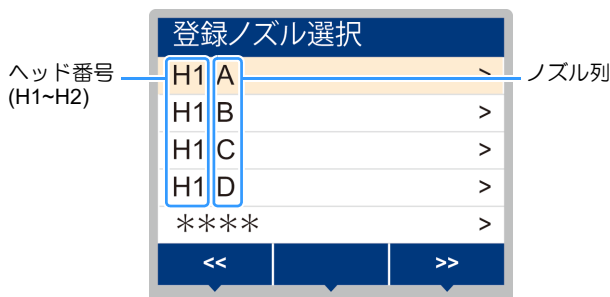 登録ノズル選択
ヘッド番号
(H1~H2)
ノズル列
H1 A >
H1 B >
H1 C >
H1 D >
**** >
<< >>